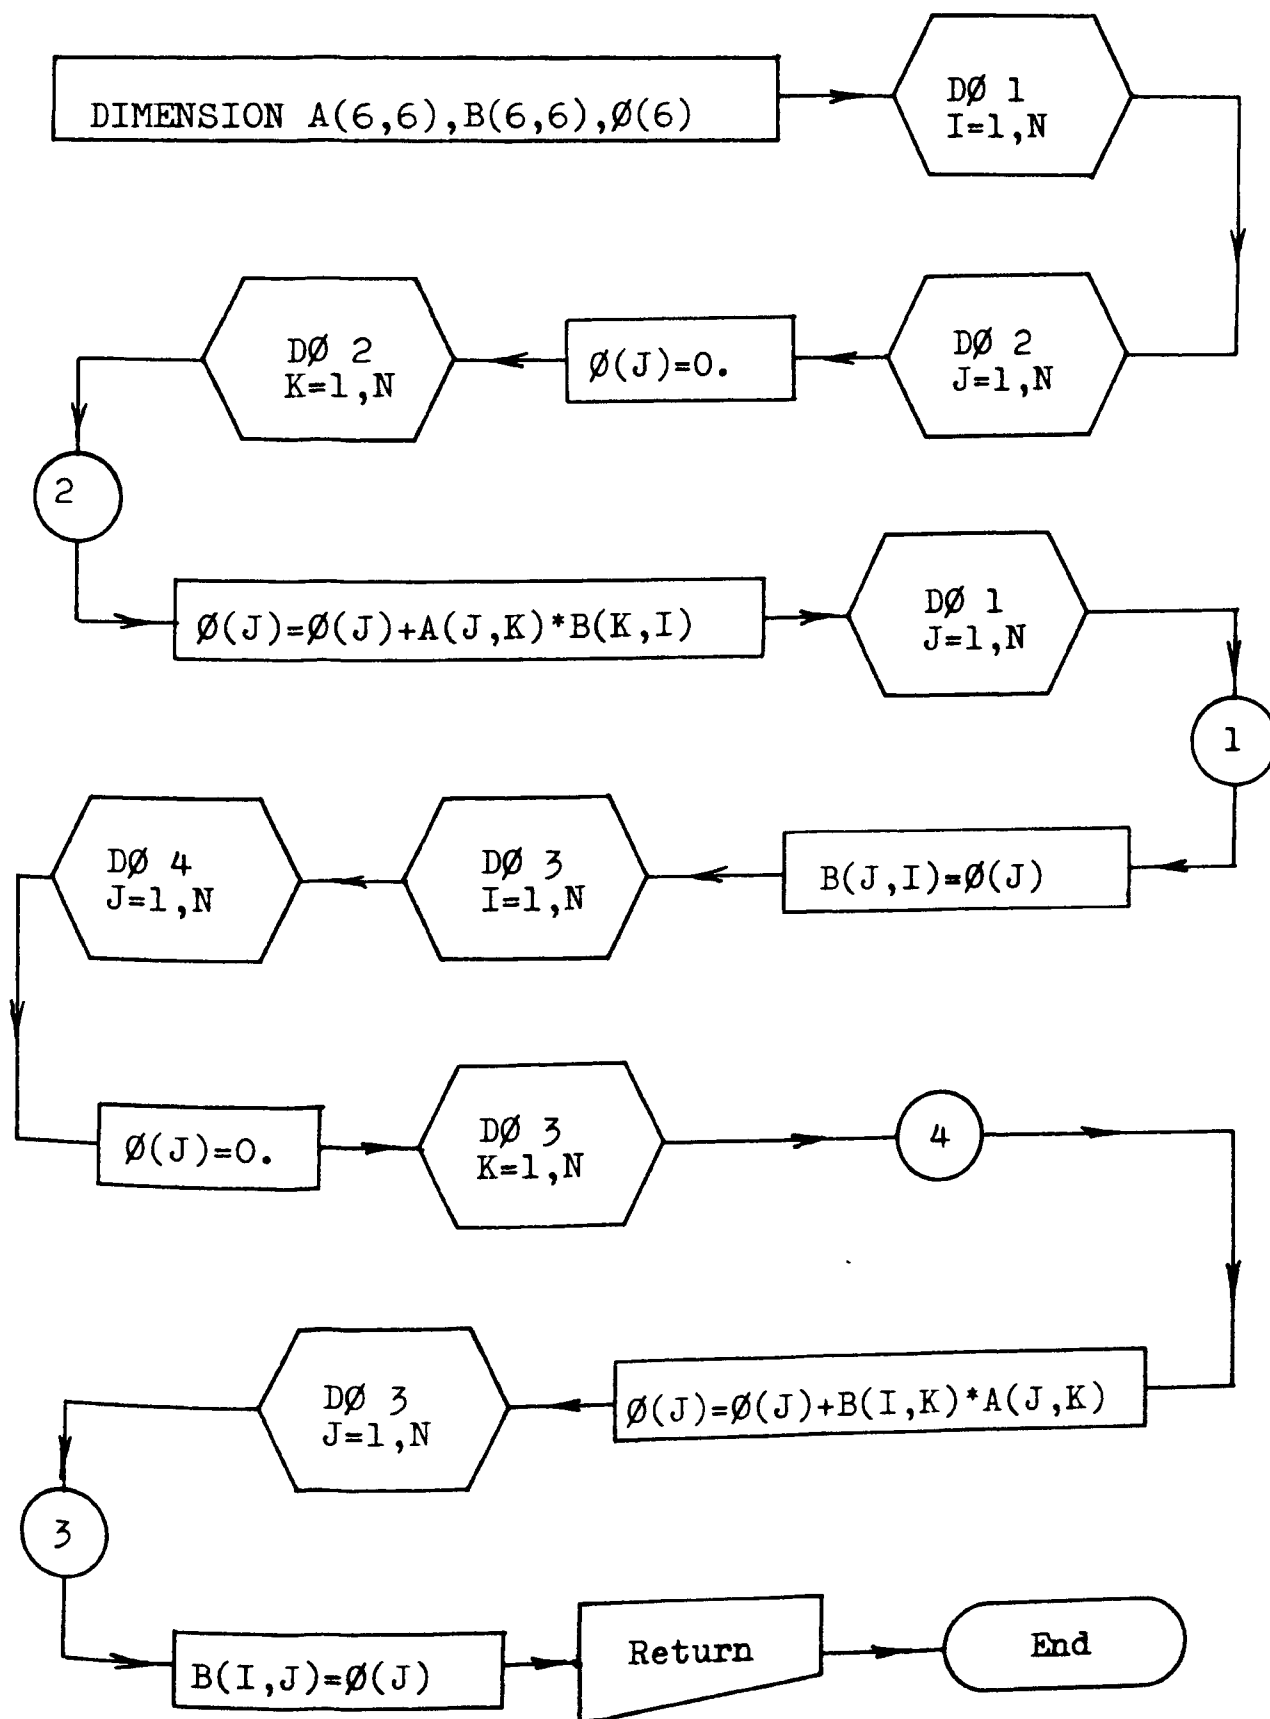 DIMENSION A(6,6),B(6,6),Ø(6)
DØ 1
I=1,N
DØ 2
J=1,N
Ø(J)=0.
DØ 2
K=1,N
2
Ø(J)=Ø(J)+A(J,K)*B(K,I)
DØ 1
J=1,N
1
B(J,I)=Ø(J)
DØ 3
I=1,N
DØ 4
J=1,N
Ø(J)=0.
DØ 3
K=1,N
4
Ø(J)=Ø(J)+B(I,K)*A(J,K)
DØ 3
J=1,N
3
B(I,J)=Ø(J)
Return
End